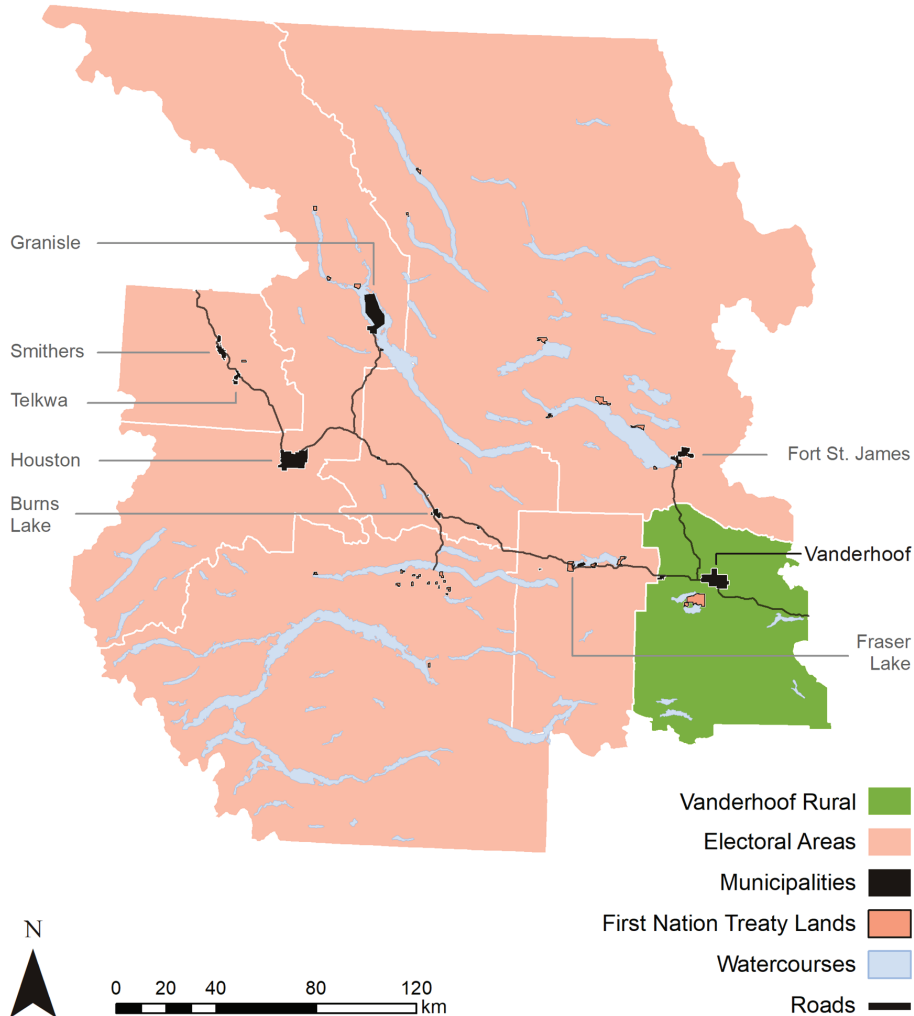 Granisle
Smithers
Telkwa
Houston
Burns
Lake
Fort St. James
Vanderhoof
Fraser
Lake
Vanderhoof Rural
Electoral Areas
Municipalities
First Nation Treaty Lands
Watercourses
Roads
N
0 20 40 80 120
km